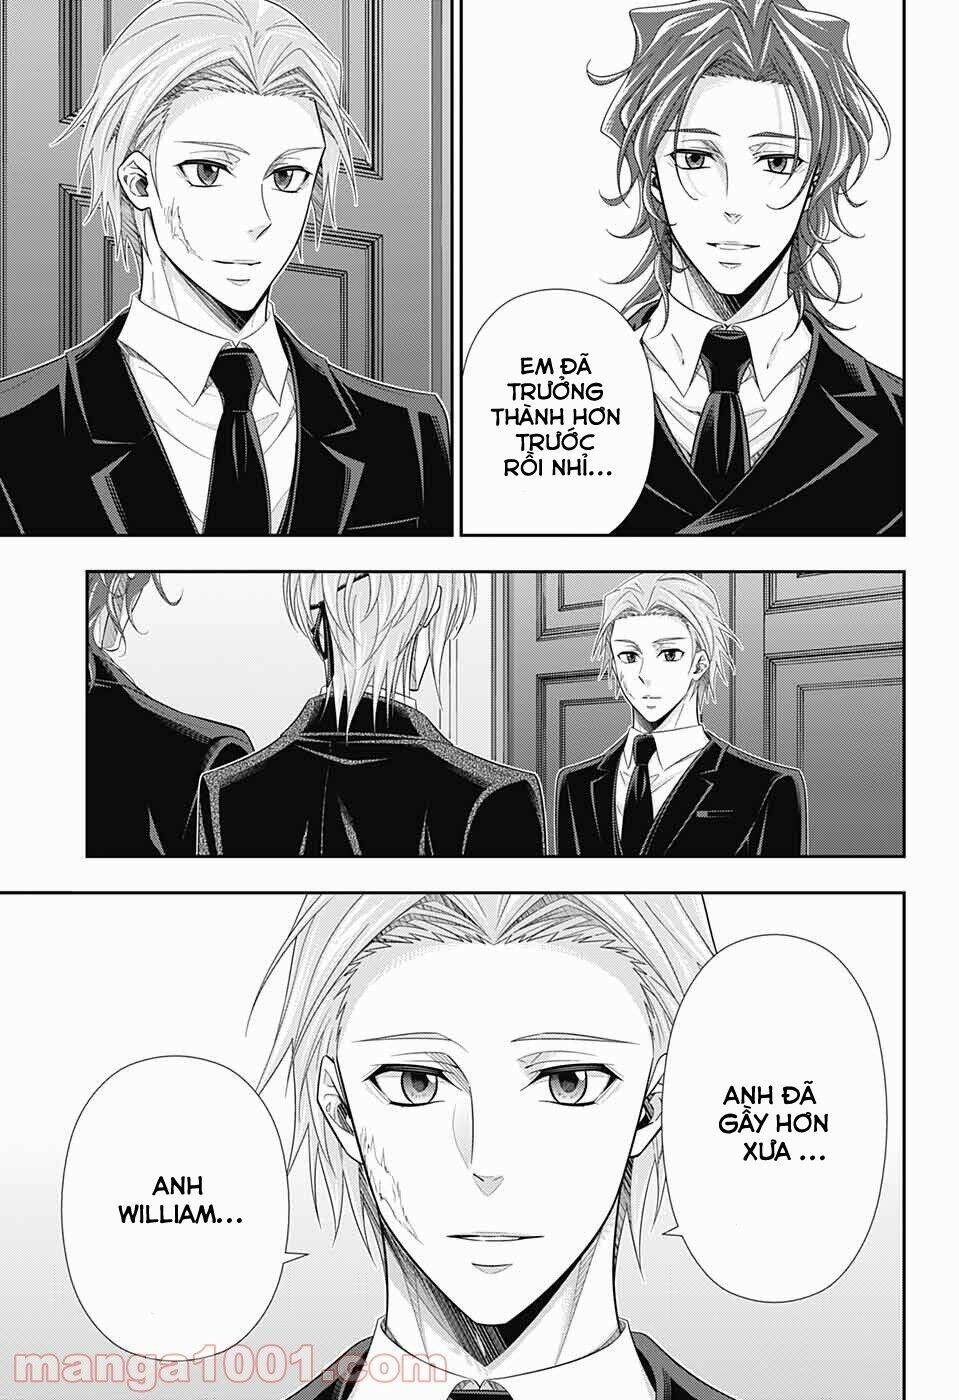 EM ĐÃ
TRƯỞNG
THÀNH HƠN
TRƯỚC
RỒI NHỈ...
ANH ĐÃ
GẦY HƠN
XƯA ...
ANH
WILLIAM...
manga1001.com